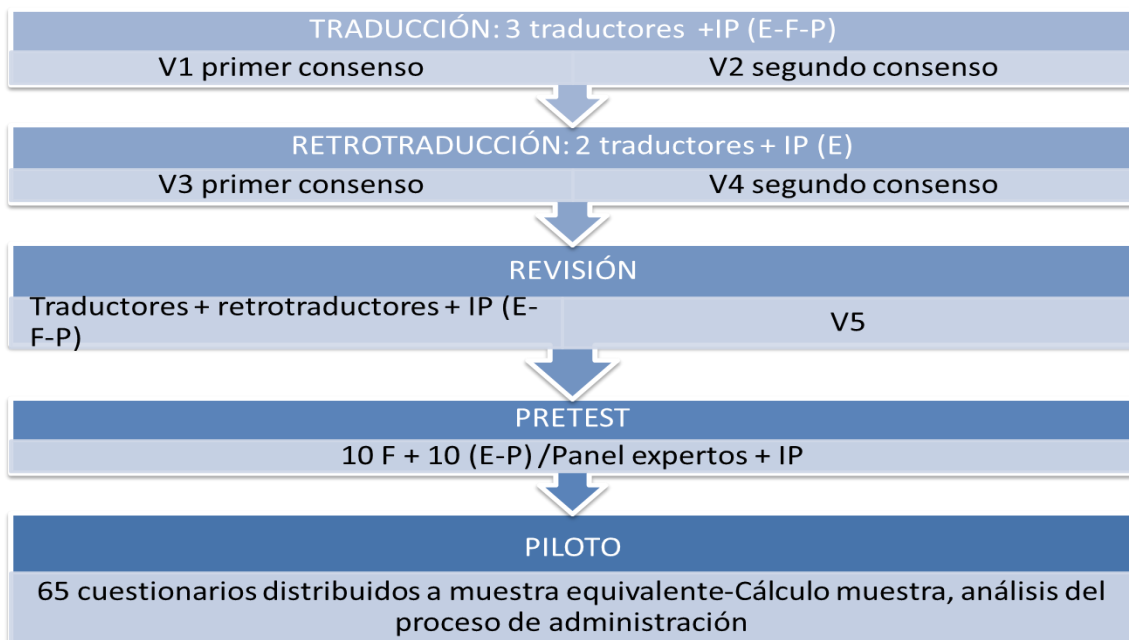 TRADUCCIÓN: 3 traductores +IP (E-F-P)
V1 primer consenso
V2 segundo consenso
RETROTRADUCCIÓN: 2 traductores + IP (E)
V3 primer consenso
V4 segundo consenso
REVISIÓN
Traductores + retrotraductores + IP (E-
F-P)
V5
PRETEST
10 F + 10 (E-P) /Panel expertos + IP
PILOTO
65 cuestionarios distribuidos a muestra equivalente-Cálculo muestra, análisis del
proceso de administración